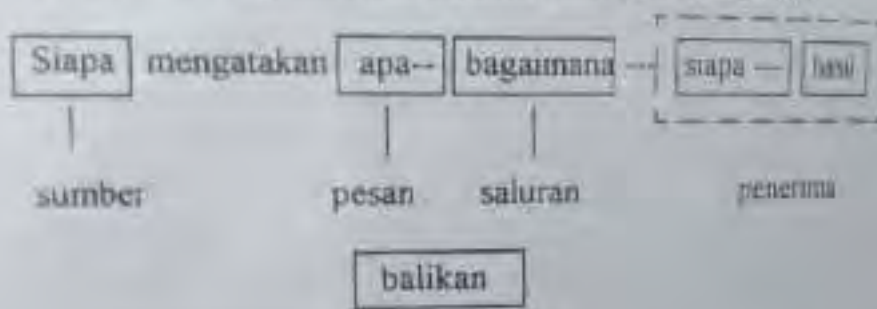 Siapa mengatakan apa-- bagaimana --- siapa — hasil
sumber pesan saluran penerima
balikan